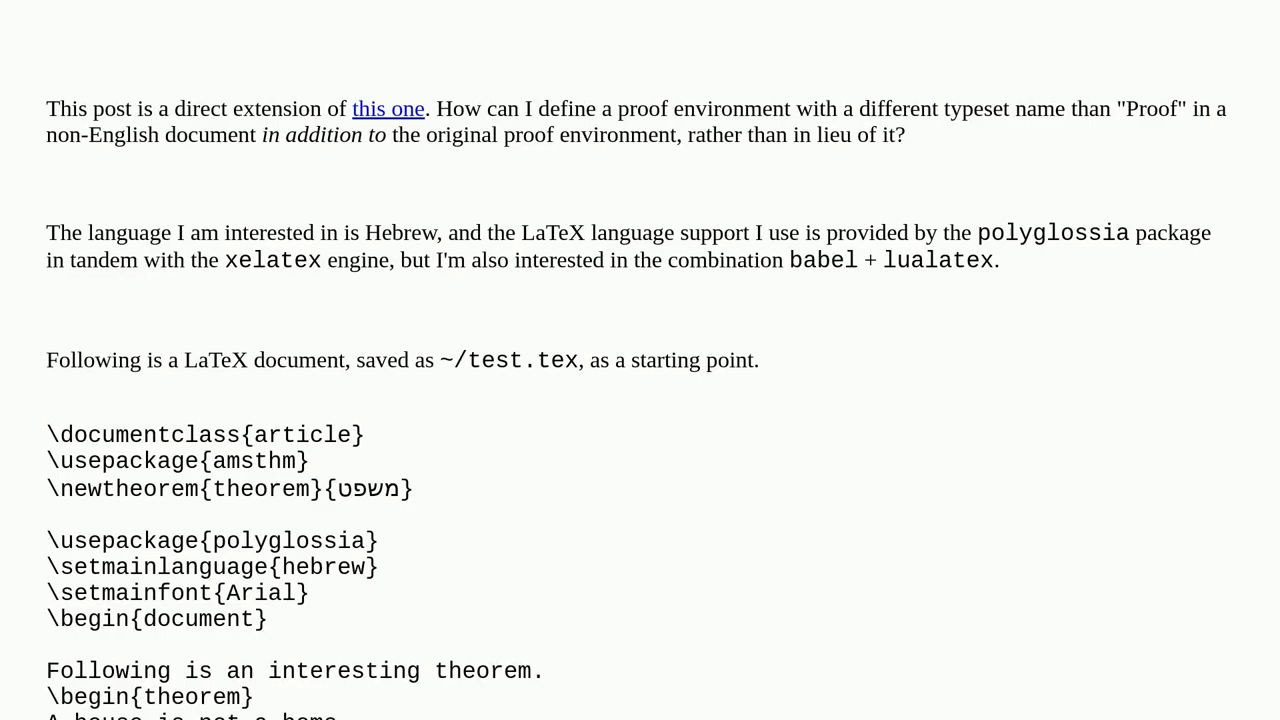 This post is a direct extension of this one. How can I define a proof environment with a different typeset name than "Proof" in a
non-English document in addition to the original proof environment, rather than in lieu of it?
The language I am interested in is Hebrew, and the LaTeX language support I use is provided by the polyglossia package
in tandem with the xelatex engine, but I'm also interested in the combination babel + lualatex.
Following is a LaTeX document, saved as ~/test.tex, as a starting point.
\documentclass{article}
\usepackage{amsthm}
\newtheorem{theorem}{משפט}
\usepackage{polyglossia}
\setmainlanguage{hebrew}
\setmainfont{Arial}
\begin{document}
Following is an interesting theorem.
\begin{theorem}
A house is not a home